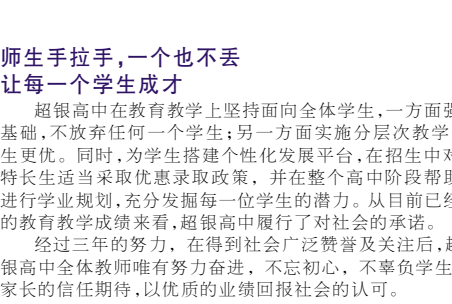 师生手拉手,一个也不丢
让每一个学生成才
超银高中在教育教学上坚持面向全体学生,一方面强
基础,不放弃任何一个学生;另一方面实施分层次教学
生更优。同时,为学生搭建个性化发展平台,在招生中对
特长生适当采取优惠录取政策，并在整个高中阶段帮助
进行学业规划,充分发掘每一位学生的潜力。从目前已经
的教育教学成绩来看,超银高中履行了对社会的承诺。
经过三年的努力，在得到社会广泛赞誉及关注后,超
银高中全体教师唯有努力奋进，不忘初心，不辜负学生
家长的信任期待,以优质的业绩回报社会的认可。